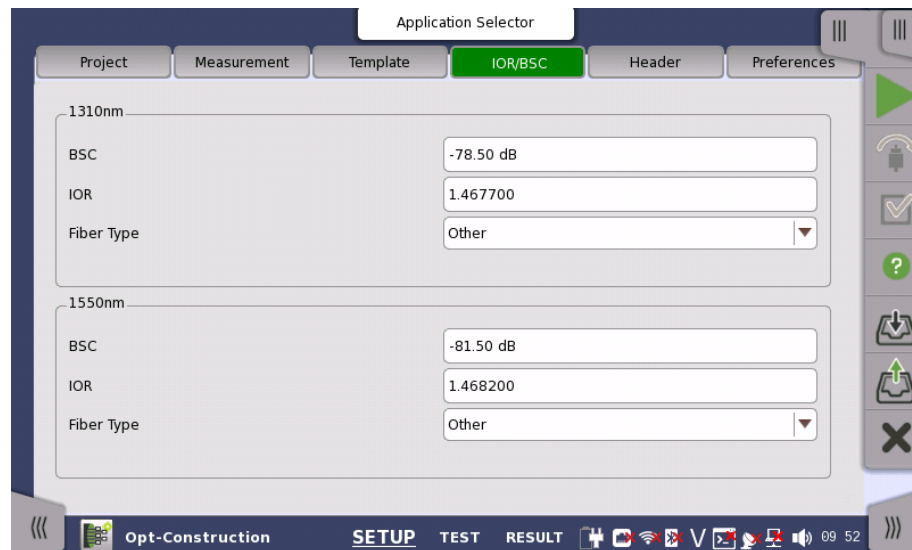 Application Selector
Project Measurement Template IOR/BSC Header Preferences
1310nm
BSC -78.50 dB
IOR 1.467700
Fiber Type Other
1550nm
BSC -81.50 dB
IOR 1.468200
Fiber Type Other
Opt-Construction SETUP TEST RESULT V 09 52